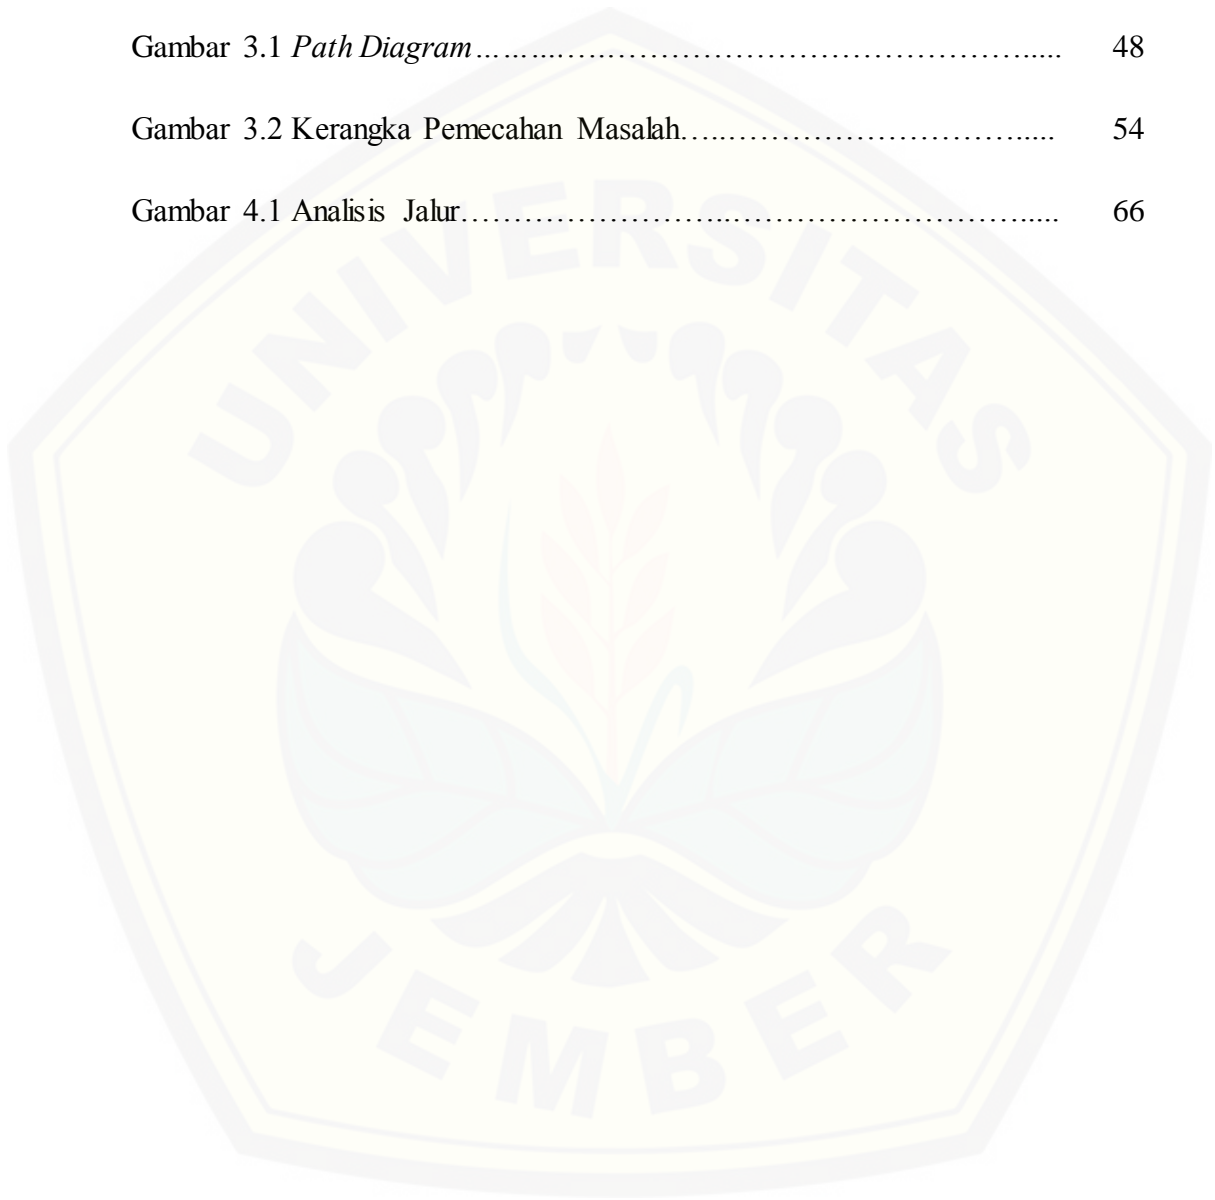 Gambar 3.1 Path Diagram............................................................ 48
Gambar 3.2 Kerangka Pemecahan Masalah........................................ 54
Gambar 4.1 Analisis Jalur............................................................ 66
UNIVERSITAS
JEMBER